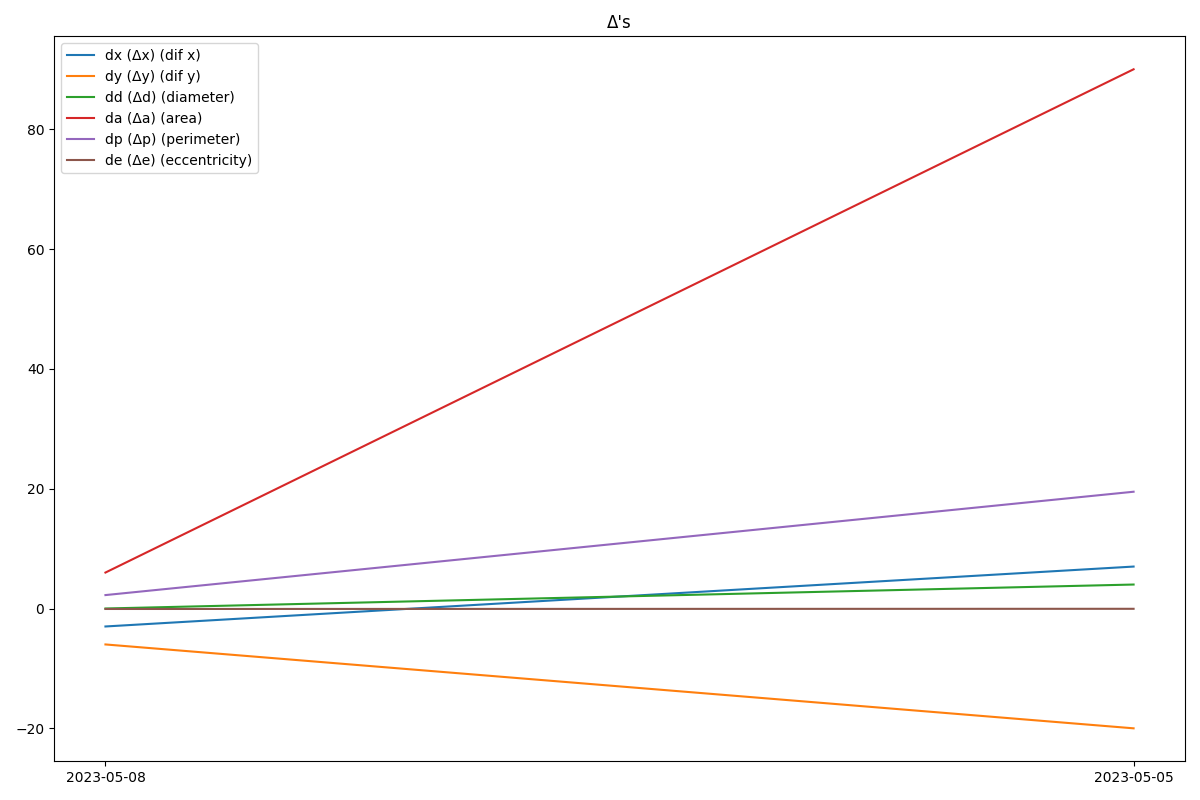 Δ's
dx (Δx) (dif x)
dy (Δy) (dif y)
dd (Δd) (diameter)
da (Δa) (area)
dp (Δp) (perimeter)
de (Δe) (eccentricity)
80
60
40
20
0
−20
2023-05-08
2023-05-05